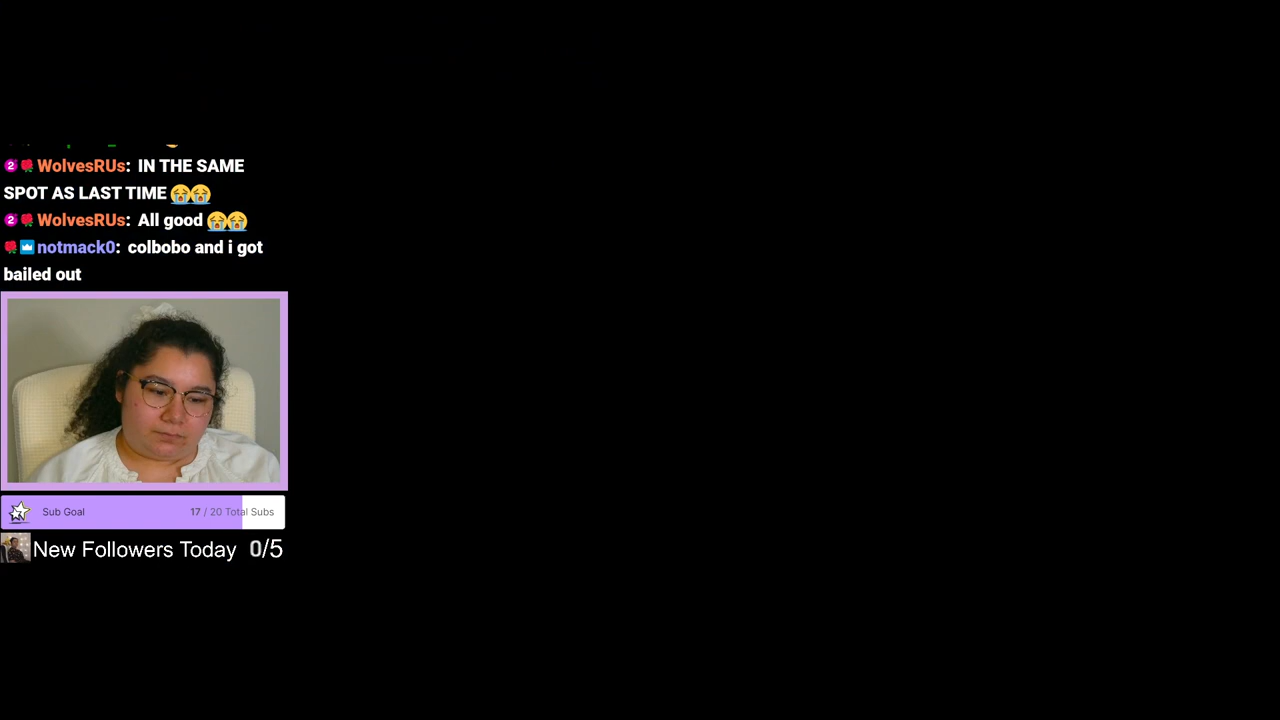 WolvesRUs: IN THE SAME
SPOT AS LAST TIME 😭😭
WolvesRUs: All good 😭😭
notmack0: colbobo and i got
bailed out
Sub Goal 17 / 20 Total Subs
New Followers Today 0/5